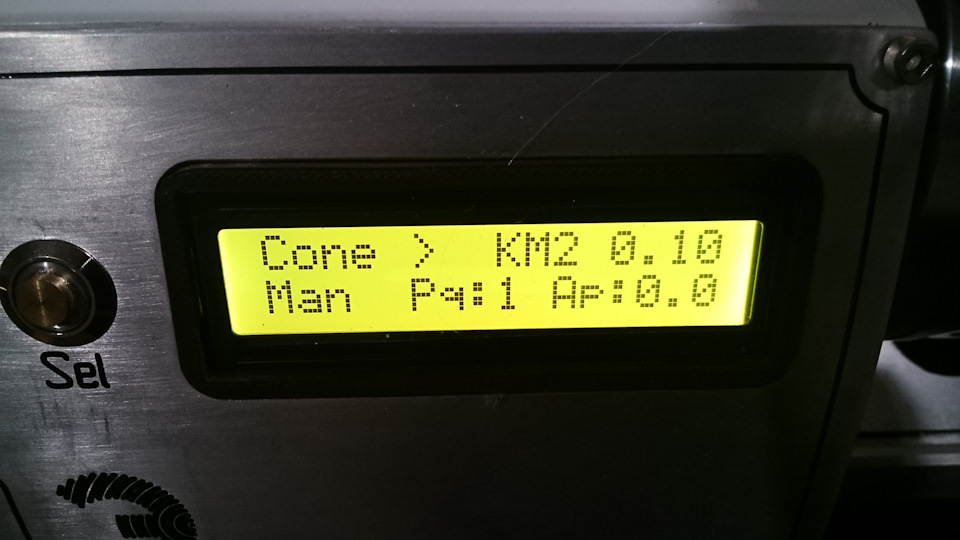 Cone > KM2 0.10
Man Pq:1 Ap:0.0
Sel